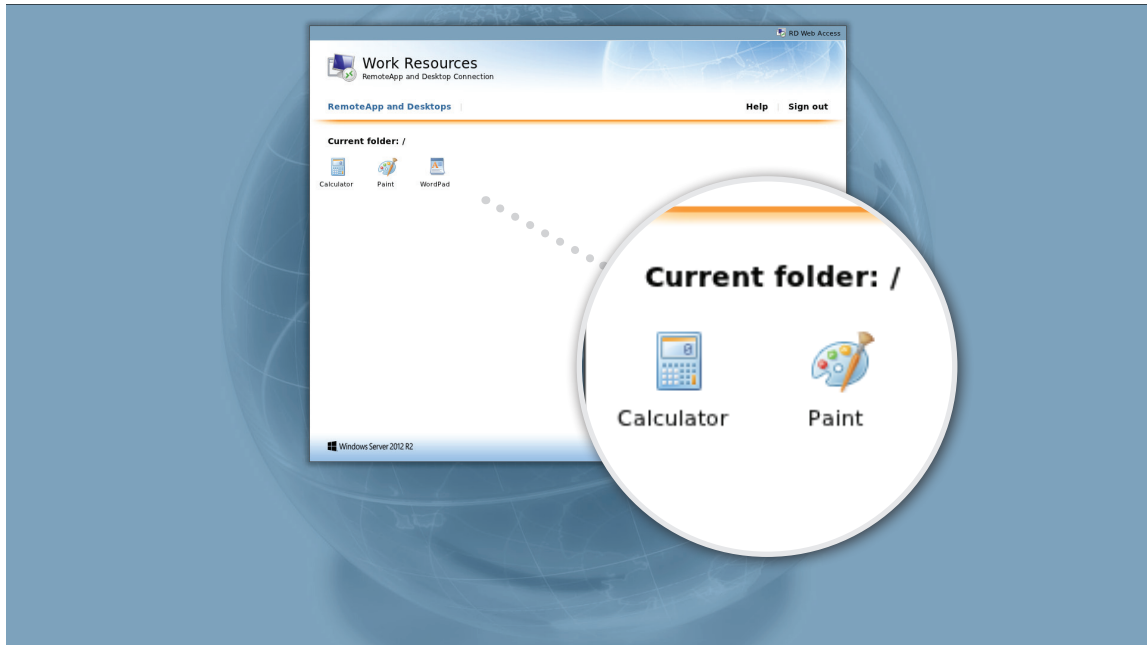 RD Web Access
Work Resources
RemoteApp and Desktop Connection
RemoteApp and Desktops
Help Sign out
Current folder: /
Calculator Paint WordPad
Current folder: /
Calculator Paint
Windows Server 2012 R2